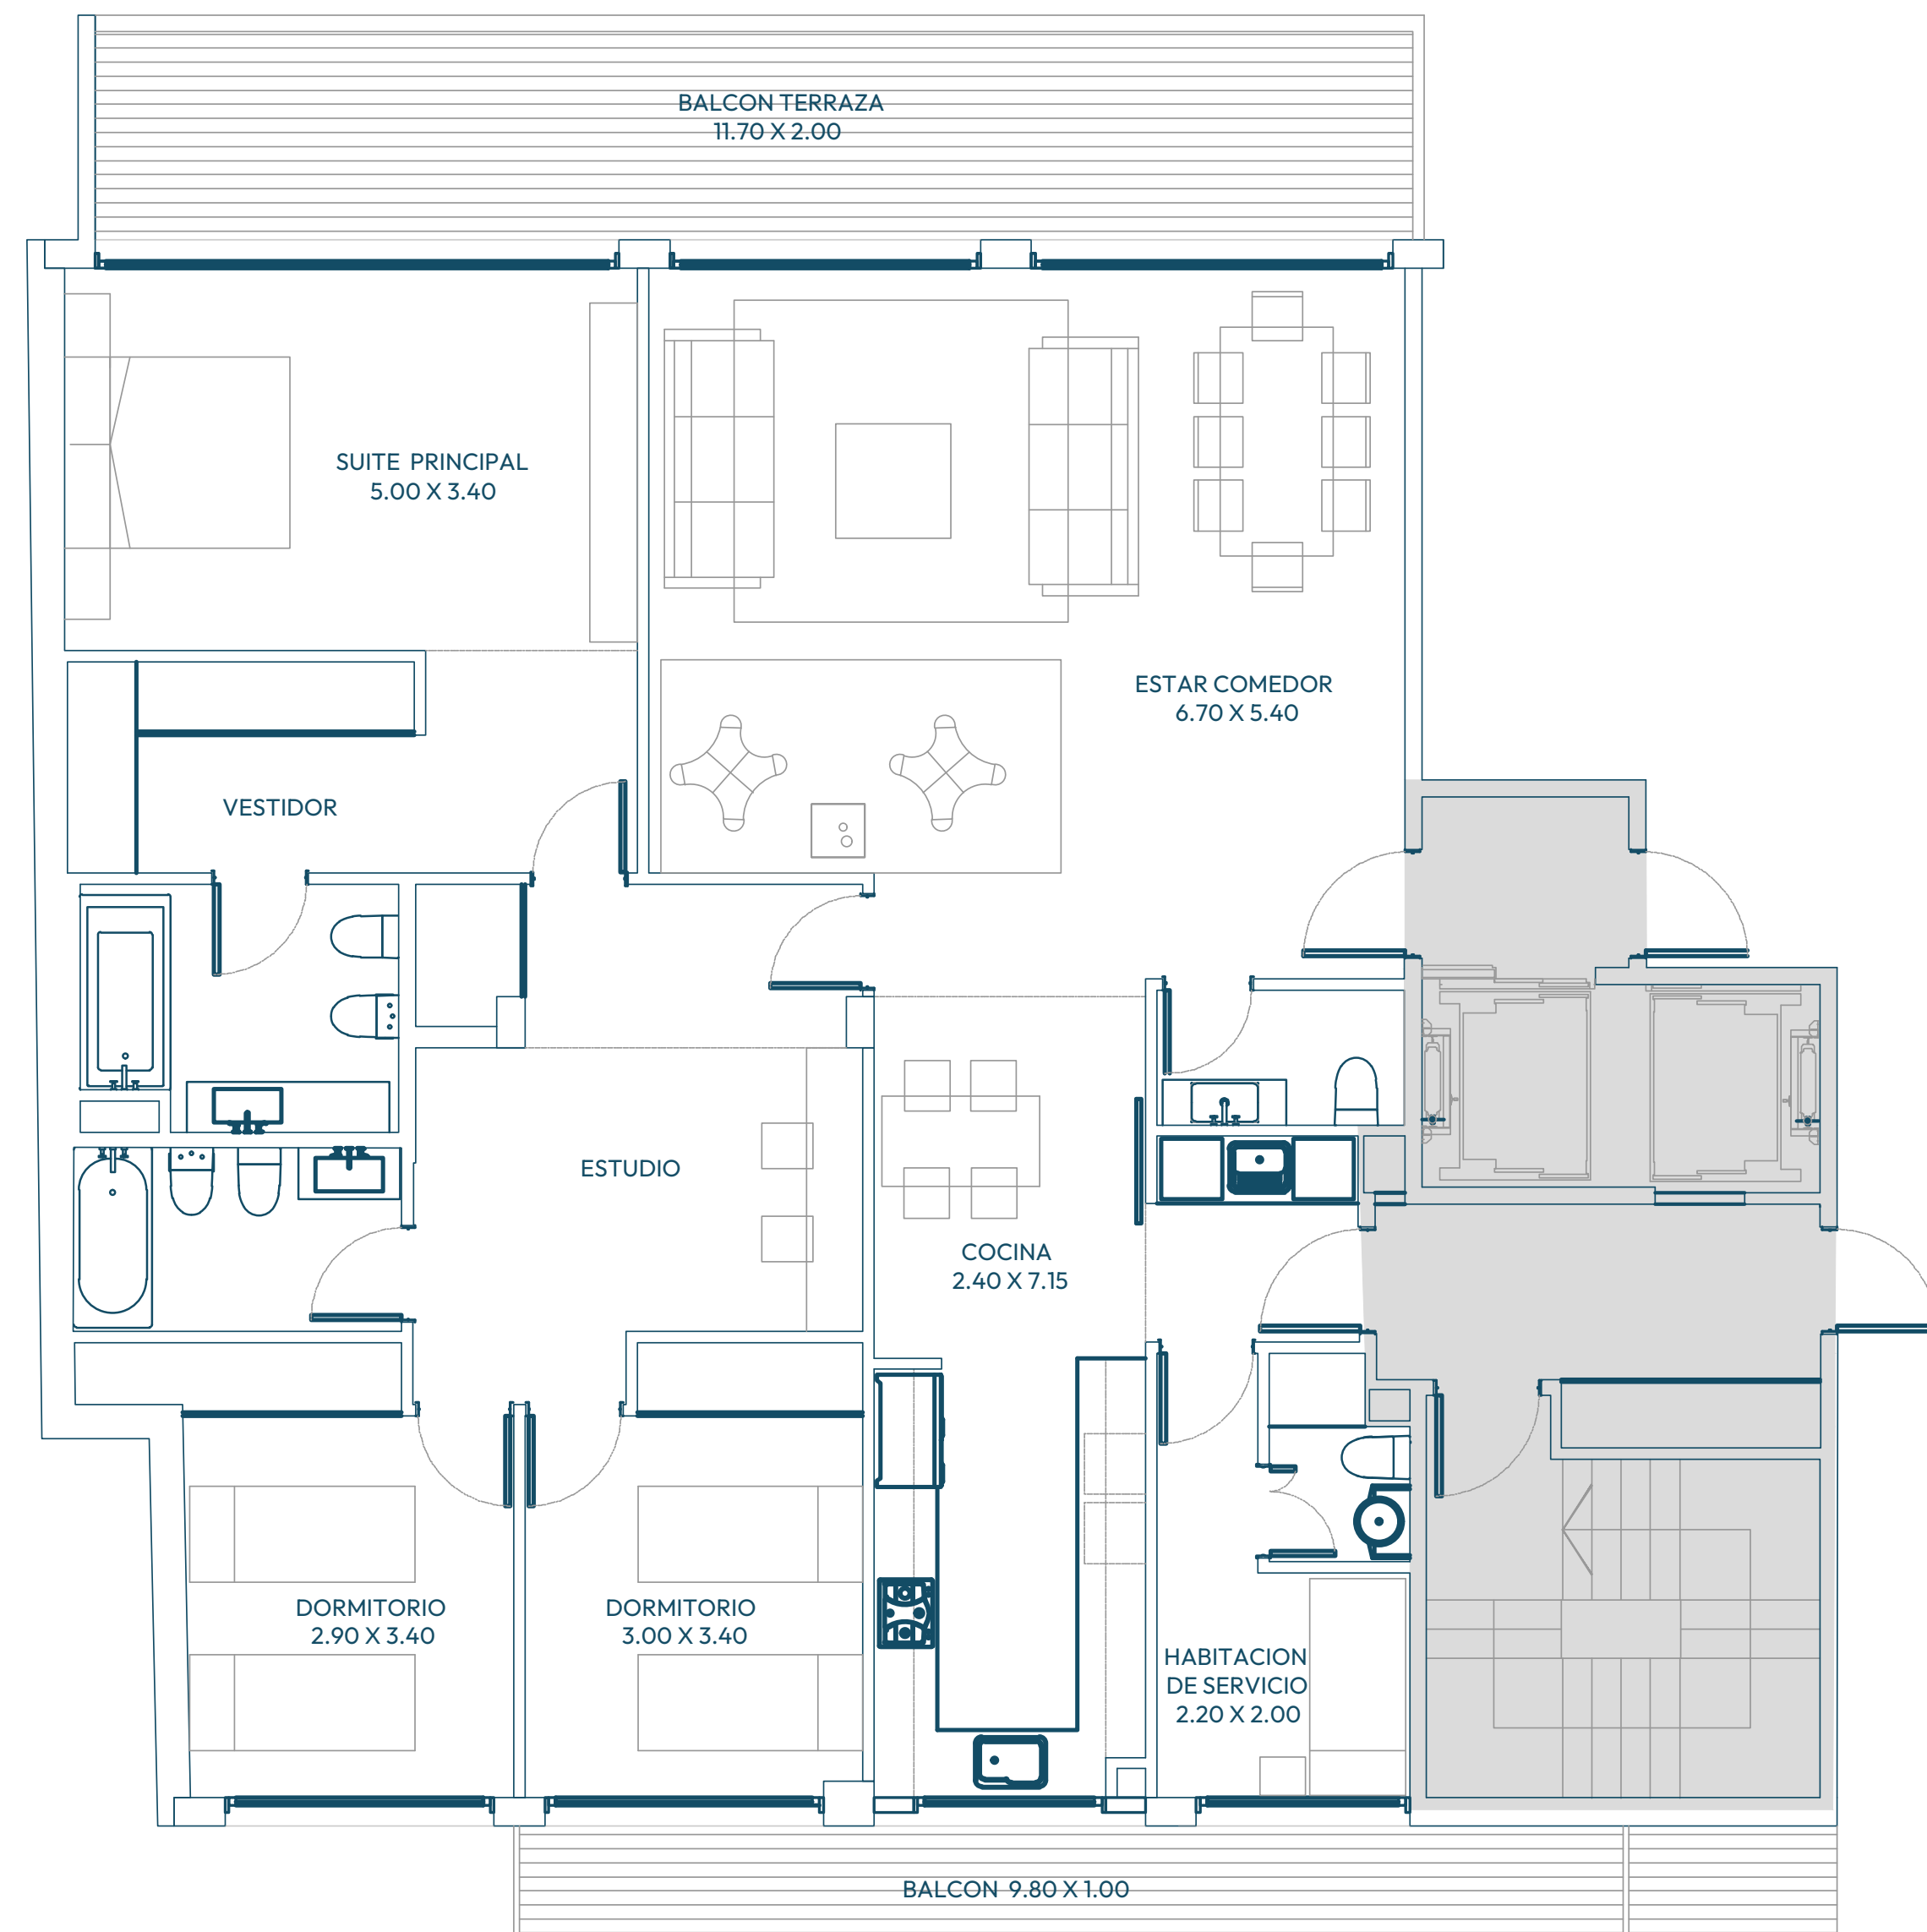 BALCON TERRAZA
11.70 X 2.00
SUITE PRINCIPAL
5.00 X 3.40
ESTAR COMEDOR
6.70 X 5.40
VESTIDOR
ESTUDIO
COCINA
2.40 X 7.15
DORMITORIO
2.90 X 3.40
DORMITORIO
3.00 X 3.40
HABITACION
DE SERVICIO
2.20 X 2.00
BALCON 9.80 X 1.00